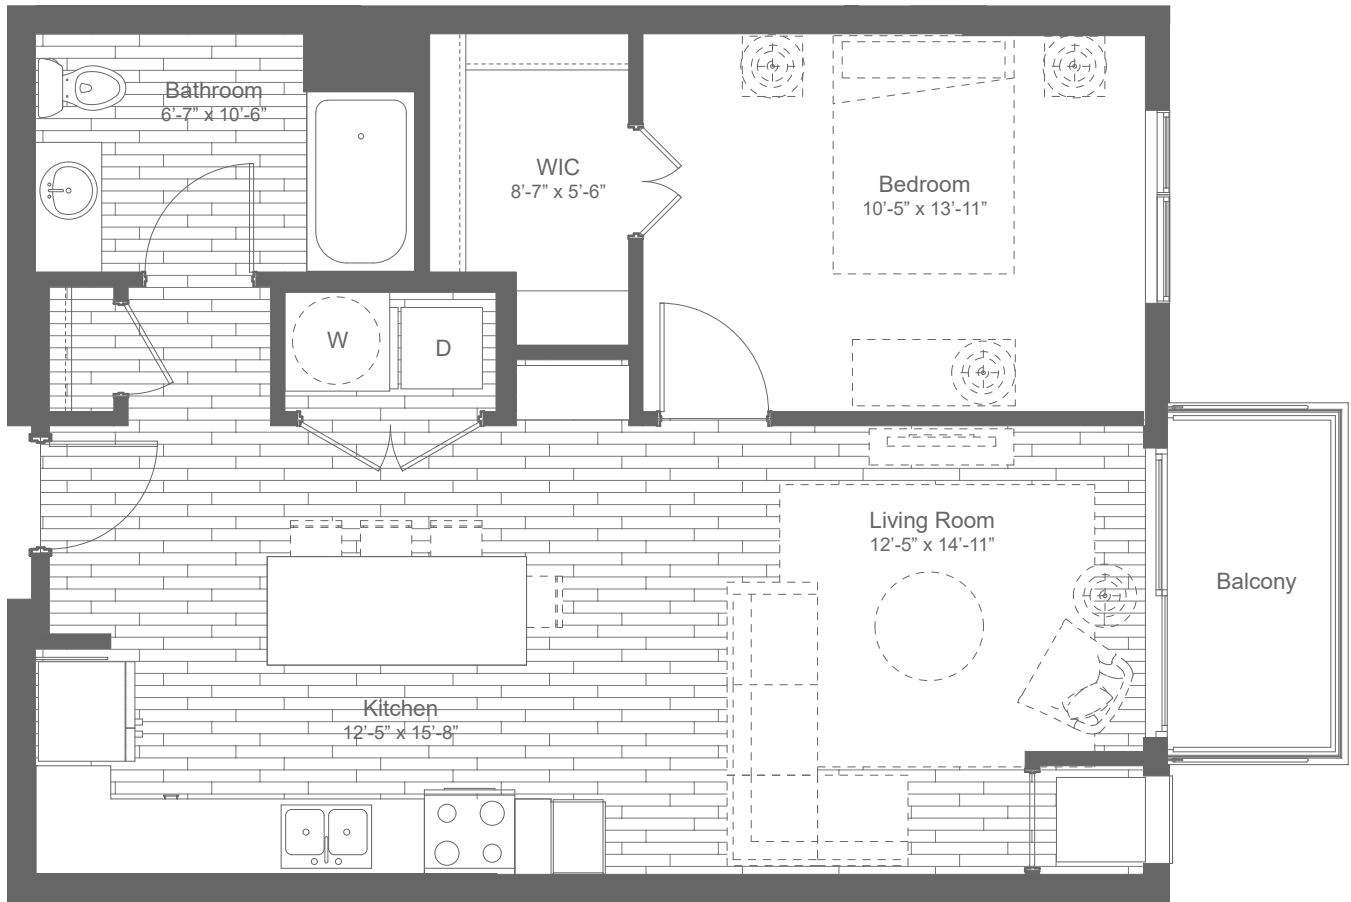 Bathroom
6’-7” x 10’-6”
WIC
8’-7” x 5’-6”
Bedroom
10’-5” x 13’-11”
W
D
Living Room
12’-5” x 14’-11”
Balcony
Kitchen
12’-5” x 15’-8”